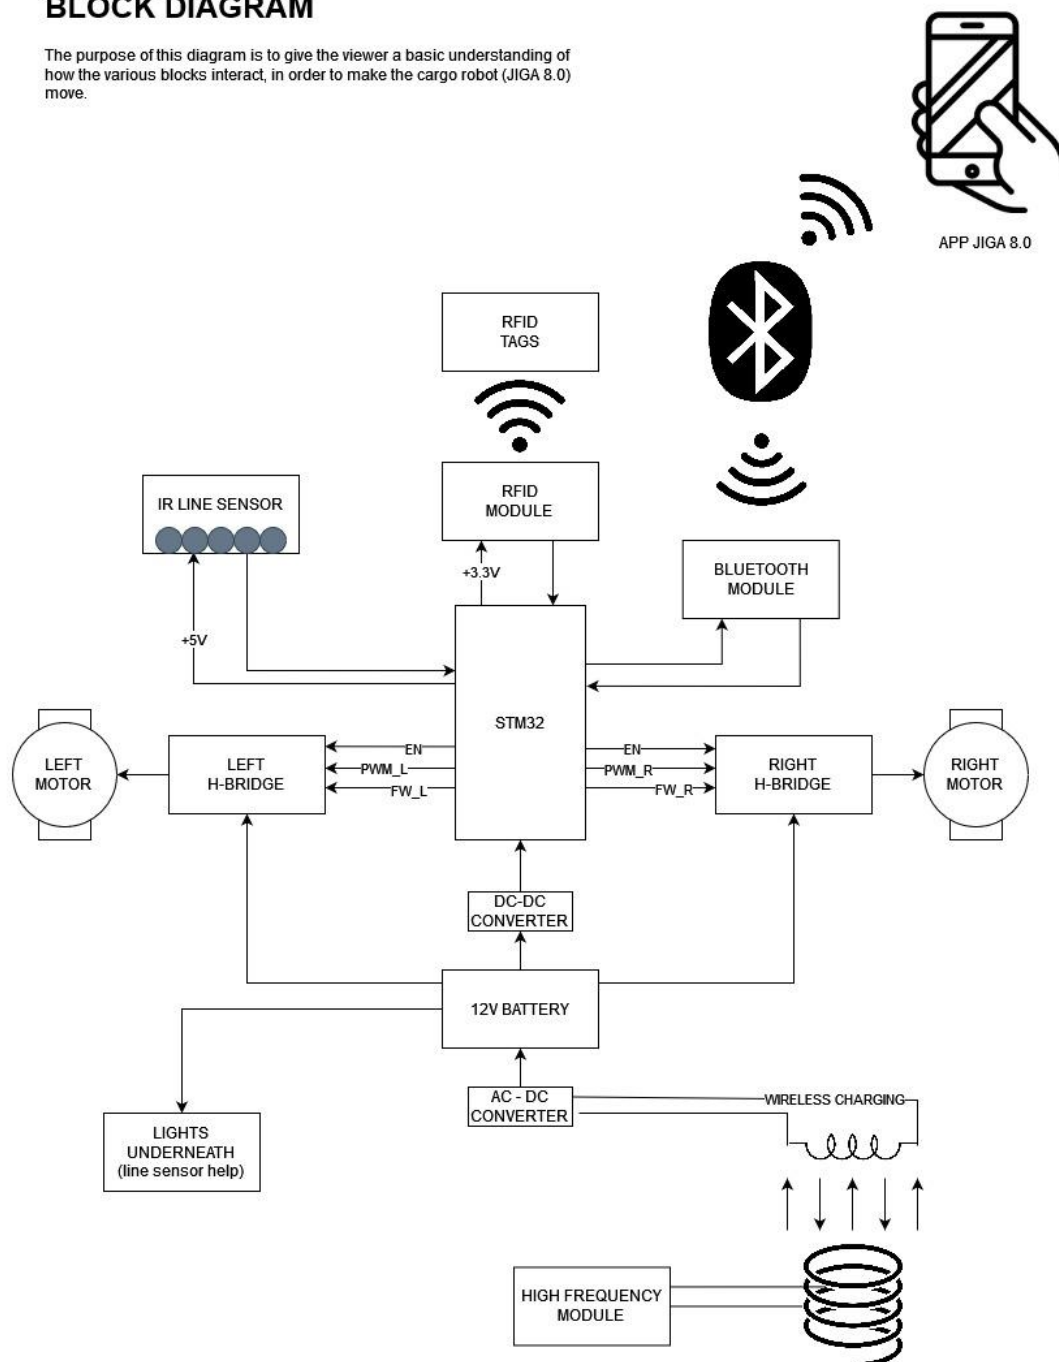 BLOCK DIAGRAM
The purpose of this diagram is to give the viewer a basic understanding of
how the various blocks interact, in order to make the cargo robot (JIGA 8.0)
move.
APP JIGA 8.0
RFID
TAGS
RFID
MODULE
IR LINE SENSOR
+3.3V
BLUETOOTH
MODULE
+5V
STM32
LEFT
MOTOR
LEFT
H-BRIDGE
EN
PWM_L
FW_L
EN
PWM_R
FW_R
RIGHT
H-BRIDGE
RIGHT
MOTOR
DC-DC
CONVERTER
12V BATTERY
AC - DC
CONVERTER
WIRELESS CHARGING
LIGHTS
UNDERNEATH
(line sensor help)
HIGH FREQUENCY
MODULE